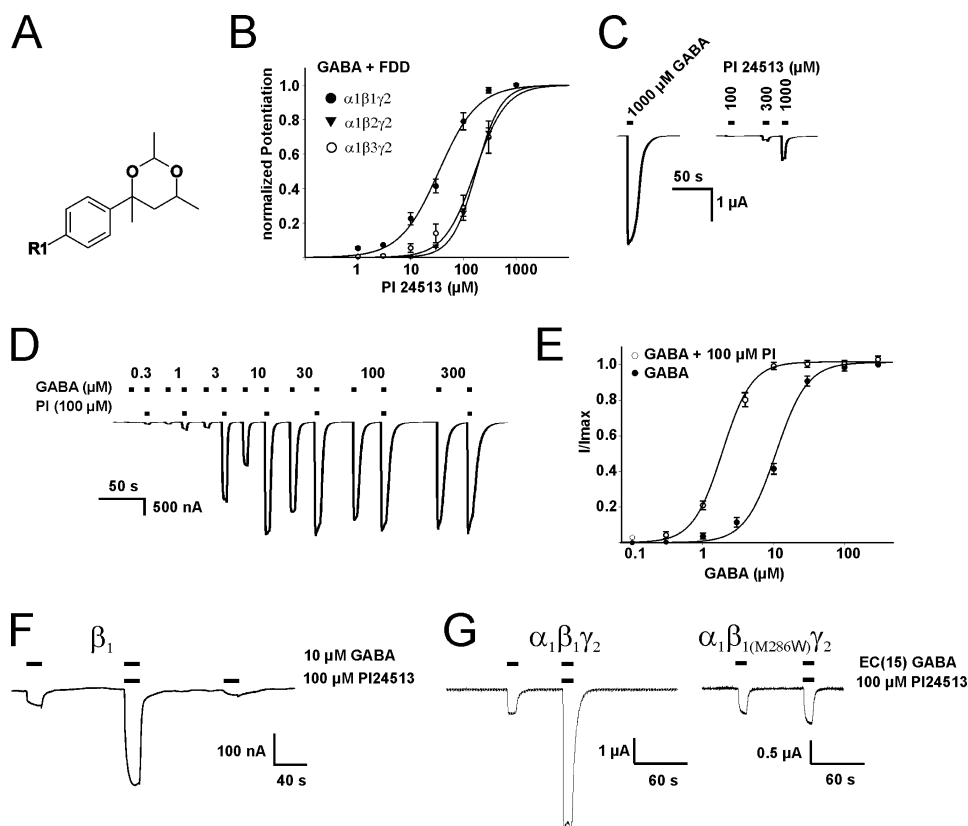 A
O
O
R1
B
GABA + FDD
α1β1γ2
α1β2γ2
α1β3γ2
normalized Potentiation
1.0
0.8
0.6
0.4
0.2
1
10
100
1000
PI 24513 (µM)
C
1000 µM GABA
PI 24513 (µM)
100
300
1000
50 s
1 µA
D
0.3
1
3
10
30
100
300
GABA (µM)
PI (100 µM)
50 s
500 nA
E
GABA + 100 µM PI
GABA
I/Imax
1.0
0.8
0.6
0.4
0.2
0.1
1
10
100
GABA (µM)
F
β1
10 µM GABA
100 µM PI24513
100 nA
40 s
G
α1β1γ2
α1β1(M286W)γ2
EC(15) GABA
100 µM PI24513
1 µA
60 s
0.5 µA
60 s